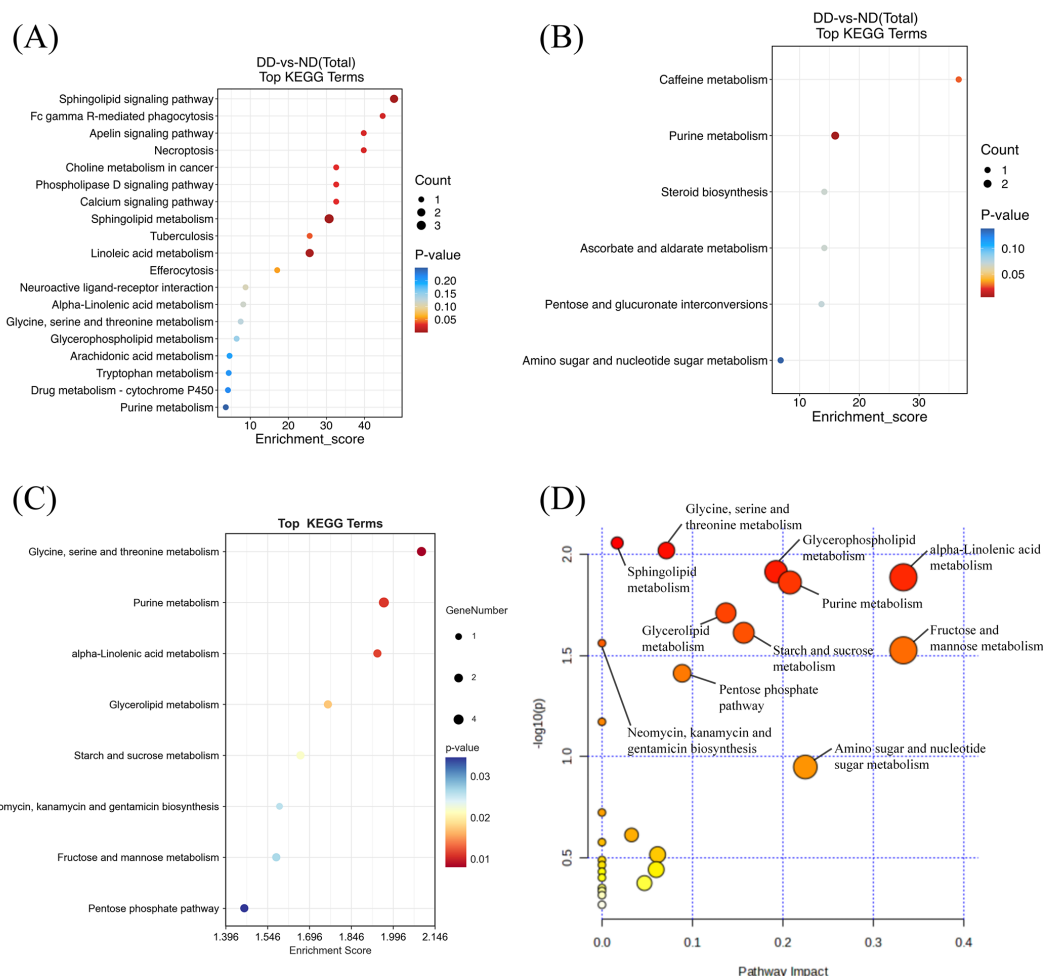 (A)
DD-vs-ND(Total)
Top KEGG Terms
Sphingolipid signaling pathway
Fc gamma R-mediated phagocytosis
Apelin signaling pathway
Necroptosis
Choline metabolism in cancer
Phospholipase D signaling pathway
Calcium signaling pathway
Sphingolipid metabolism
Tuberculosis
Linoleic acid metabolism
Efferocytosis
Neuroactive ligand-receptor interaction
Alpha-Linolenic acid metabolism
Glycine, serine and threonine metabolism
Glycerophospholipid metabolism
Arachidonic acid metabolism
Tryptophan metabolism
Drug metabolism - cytochrome P450
Purine metabolism
10 20 30 40
Enrichment_score
Count
1
2
3
P-value
0.20
0.15
0.10
0.05
(B)
DD-vs-ND(Total)
Top KEGG Terms
Caffeine metabolism
Purine metabolism
Steroid biosynthesis
Ascorbate and aldarate metabolism
Pentose and glucuronate interconversions
Amino sugar and nucleotide sugar metabolism
10 20 30
Enrichment_score
Count
1
2
P-value
0.10
0.05
(C)
Top KEGG Terms
Glycine, serine and threonine metabolism
Purine metabolism
alpha-Linolenic acid metabolism
Glycerolipid metabolism
Starch and sucrose metabolism
omycin, kanamycin and gentamicin biosynthesis
Fructose and mannose metabolism
Pentose phosphate pathway
1.396 1.546 1.696 1.846 1.996 2.146
Enrichment Score
GeneNumber
1
2
4
p-value
0.03
0.02
0.01
(D)
Glycine, serine and
threonine metabolism
Sphingolipid
metabolism
Glycerophospholipid
metabolism
alpha-Linolenic acid
metabolism
Purine metabolism
Glycerolipid
metabolism
Starch and sucrose
metabolism
Fructose and
mannose metabolism
Pentose phosphate
pathway
Neomycin, kanamycin and
gentamicin biosynthesis
Amino sugar and nucleotide
sugar metabolism
-log10(p)
2.0
1.5
1.0
0.5
0.0 0.1 0.2 0.3 0.4
Pathway Impact